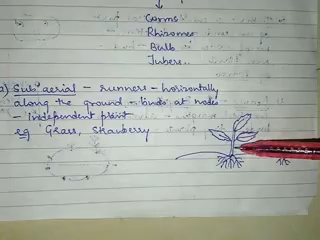 Corms
Rhizomes
Bulb
Tubers..
a) Sub aerial – runners – horizontally
along the ground – binds at nodes
– independent plant
eg Grass, Strawberry